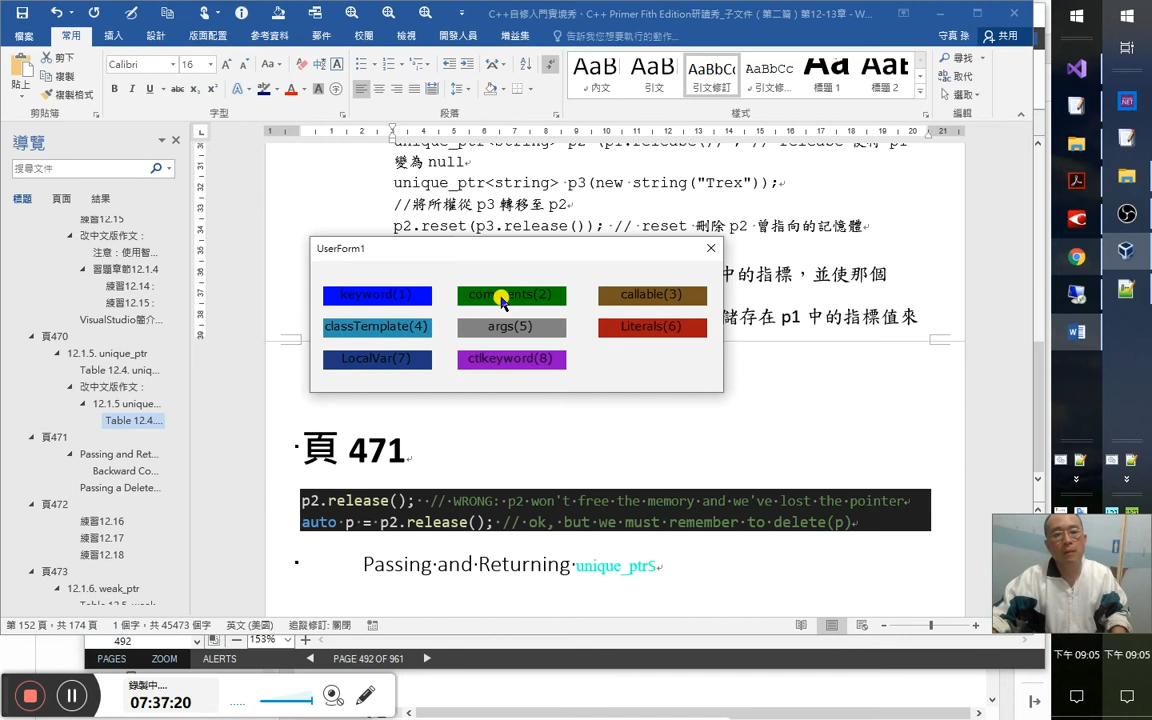 C++自修入門實境秀、C++ Primer Fifth Edition研讀秀_子文件（第二篇）第12-13章 - W...
檔案 常用 插入 設計 版面配置 參考資料 郵件 校閱 檢視 開發人員 增益集 告訴我您想要執行的動作... 守真 孫 共用
貼上 剪下 複製 複製格式 Calibri 16
AaB AaB AaBbCc AaBbCc Aa AaB
內文 引文 引文修訂 引文修... 標題 1 標題 2
尋找 取代 選取
剪貼簿 字型 段落 樣式 編輯
導覽
搜尋文件
標題 頁面 結果
練習12.15
改中文版作文：
注意：使用智...
習題章節12.1.4
練習12.14：
練習12.15：
VisualStudio簡介...
頁470
12.1.5. unique_ptr
Table 12.4. uniq...
改中文版作文：
12.1.5 unique...
Table 12.4....
頁471
Passing and Ret...
Backward Co...
Passing a Delete...
頁472
練習12.16
練習12.17
練習12.18
頁473
12.1.6. weak_ptr
變為 null
unique_ptr<string> p3(new string("Trex"));
//將所權從 p3 轉移至 p2
p2.reset(p3.release()); // reset 刪除 p2 曾指向的記憶體
中的指標，並使那個
儲存在 p1 中的指標值來
UserForm1
keyword(1) comments(2) callable(3)
classTemplate(4) args(5) Literals(6)
LocalVar(7) ctlkeyword(8)
頁 471
p2.release(); // WRONG: p2 won't free the memory and we've lost the pointer
auto p = p2.release(); // ok, but we must remember to delete(p)
Passing and Returning unique_ptrS
第 152 頁，共 174 頁 1 個字，共 45473 個字 英文 (美國) 追蹤修訂: 關閉
492 153%
PAGES ZOOM ALERTS PAGE 492 OF 961
錄製中....
07:37:20
下午 09:05 下午 09:05